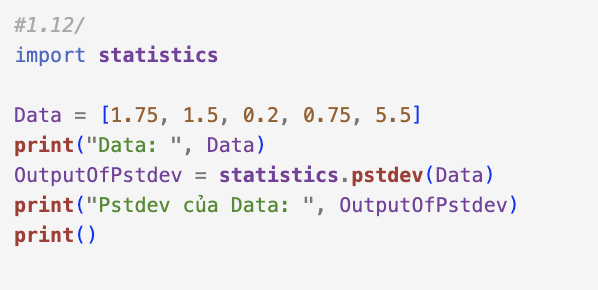 #1.12/
import statistics
Data = [1.75, 1.5, 0.2, 0.75, 5.5]
print("Data: ", Data)
OutputOfPstdev = statistics.pstdev(Data)
print("Pstdev của Data: ", OutputOfPstdev)
print()